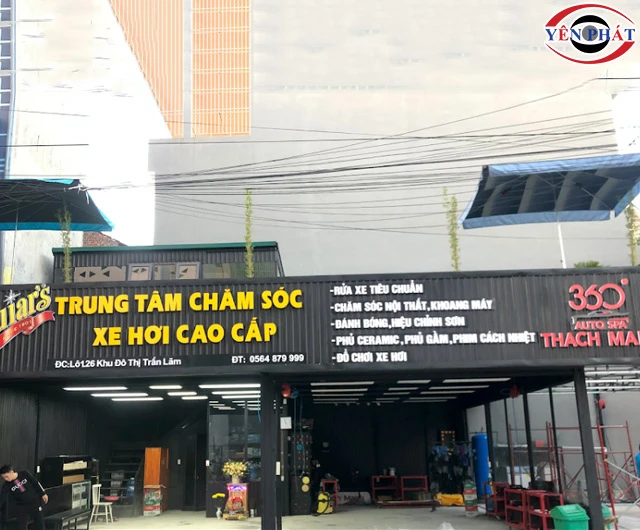 YÊN PHÁT
TRUNG TÂM CHĂM SÓC
XE HƠI CAO CẤP
ĐC:Lô126 Khu Đô Thị Trần Lãm
ĐT: 0564 879 999
-RỬA XE TIÊU CHUẨN
-CHĂM SÓC NỘI THẤT,KHOANG MÁY
-ĐÁNH BÓNG,HIỆU CHỈNH SƠN
-PHỦ CERAMIC,PHỦ GẦM,PHIM CÁCH NHIỆT
-ĐỒ CHƠI XE HƠI
360°
AUTO SPA
THACH MA